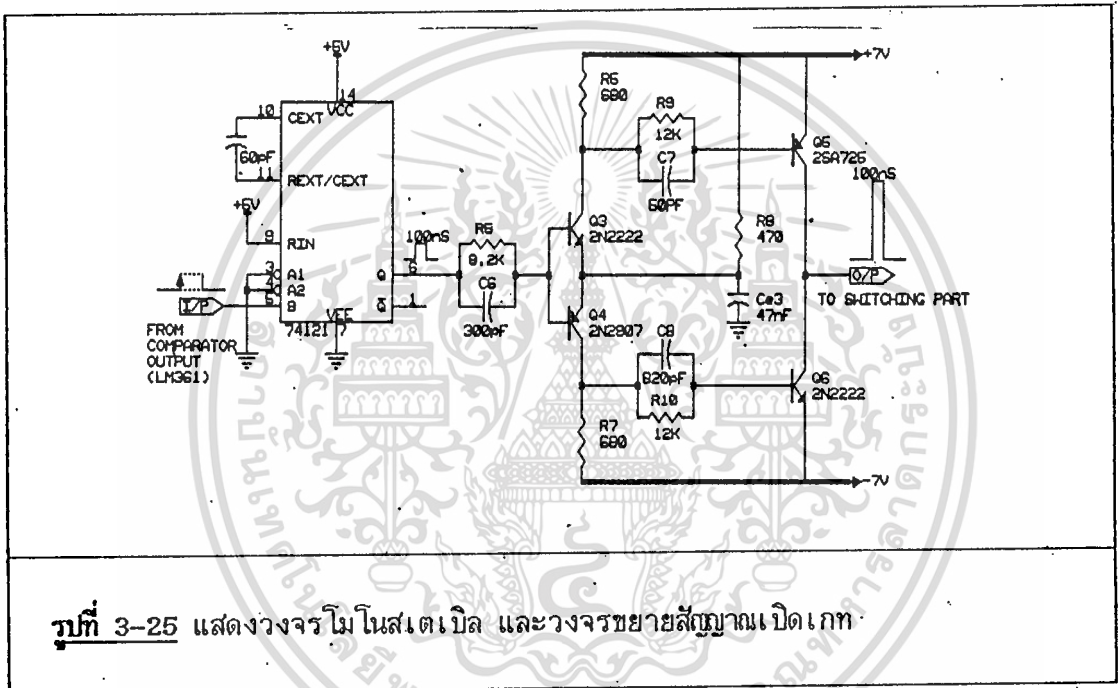 +5V
14
VCC
10
CEXT
60pF
11
REXT/CEXT
+5V
9
RIN
3
A1
4
A2
5
B
I/P
FROM
COMPARATOR
OUTPUT
(LM361)
74121
VEE
7
Q
6
Q
1
100nS
8.2K
C6
300pF
R6
680
R9
12K
C7
60PF
Q3
2N2222
Q4
2N2907
R8
470
Ce3
47nF
C8
820pF
R10
12K
R7
680
+7V
Q5
2SA726
100nS
O/P
TO SWITCHING PART
Q6
2N2222
-7V
รูปที่ 3-25 แสดงวงจรโมโนสเตเบิล และวงจรขยายสัญญาณเปิดเกท